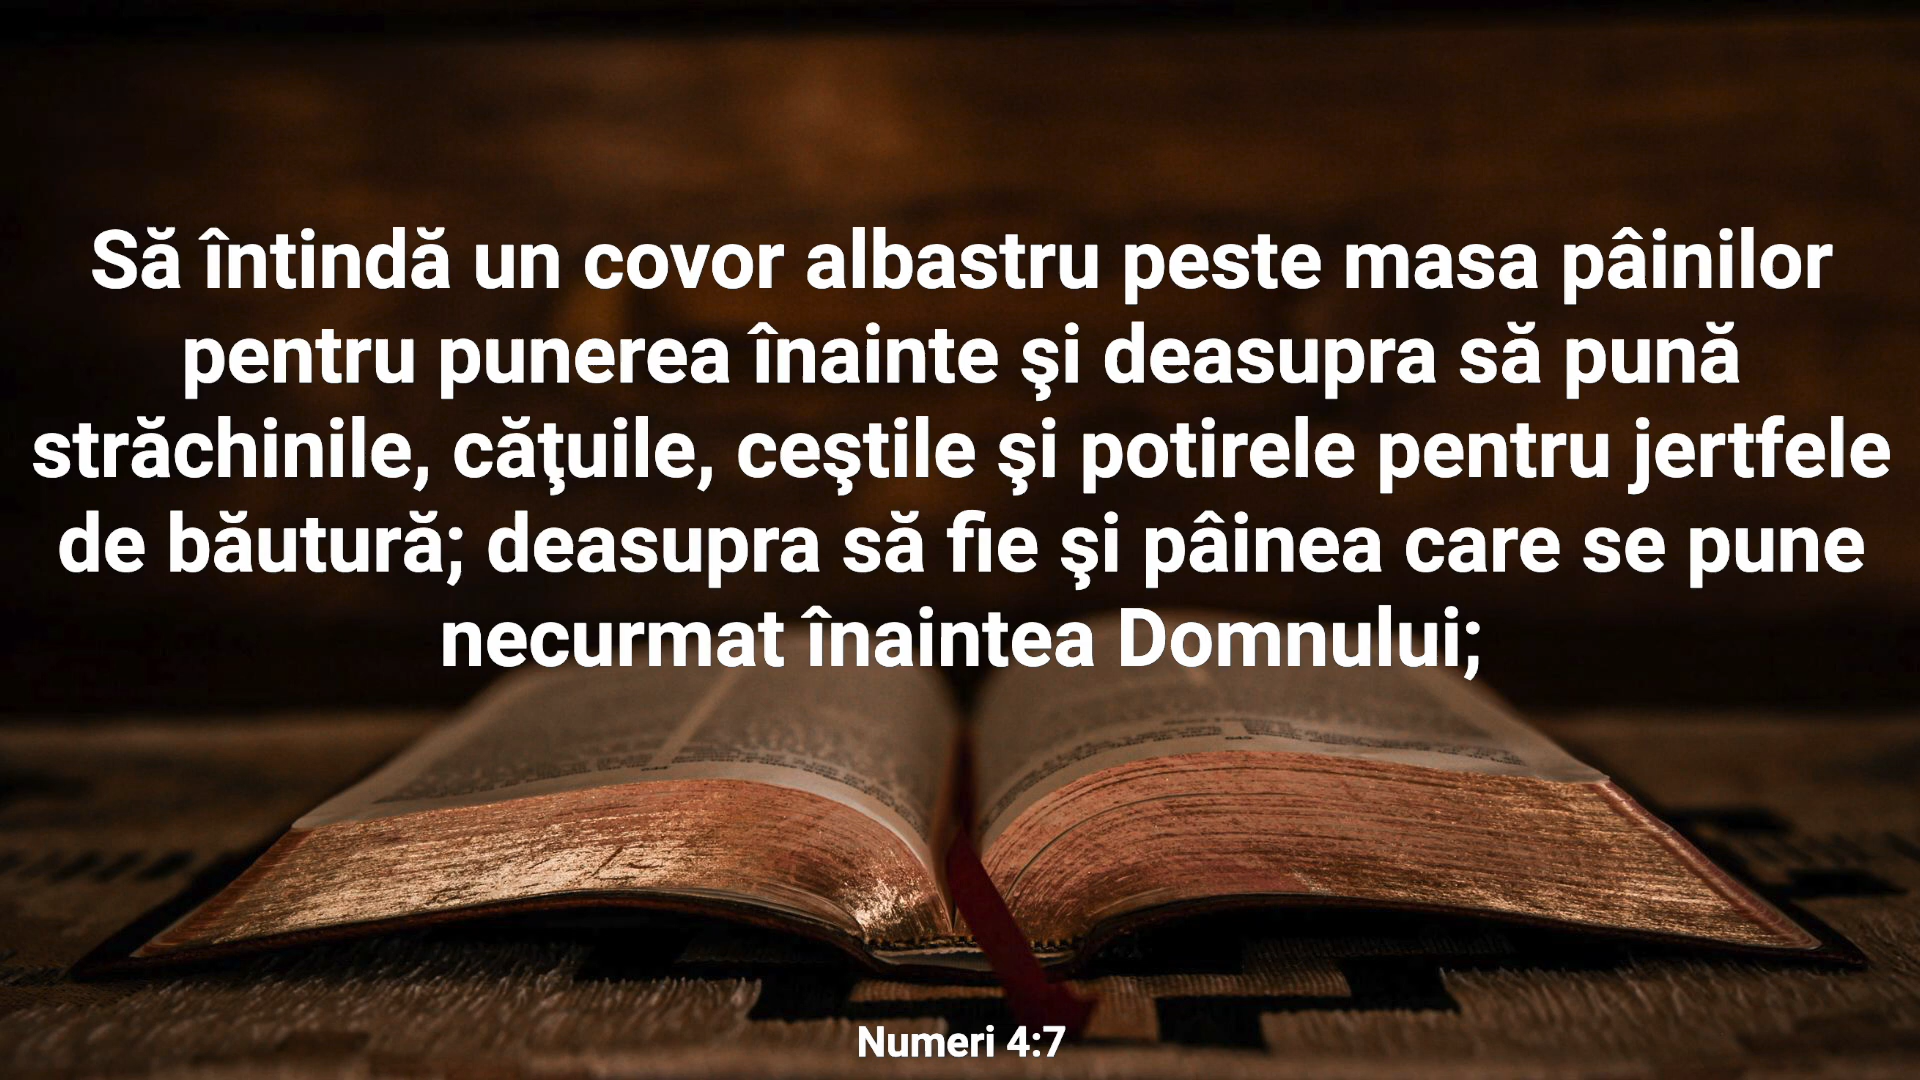 Să întindă un covor albastru peste masa pâinilor
pentru punerea înainte şi deasupra să pună
străchinile, căţuile, ceştile şi potirele pentru jertfele
de băutură; deasupra să fie şi pâinea care se pune
necurmat înaintea Domnului;
Numeri 4:7